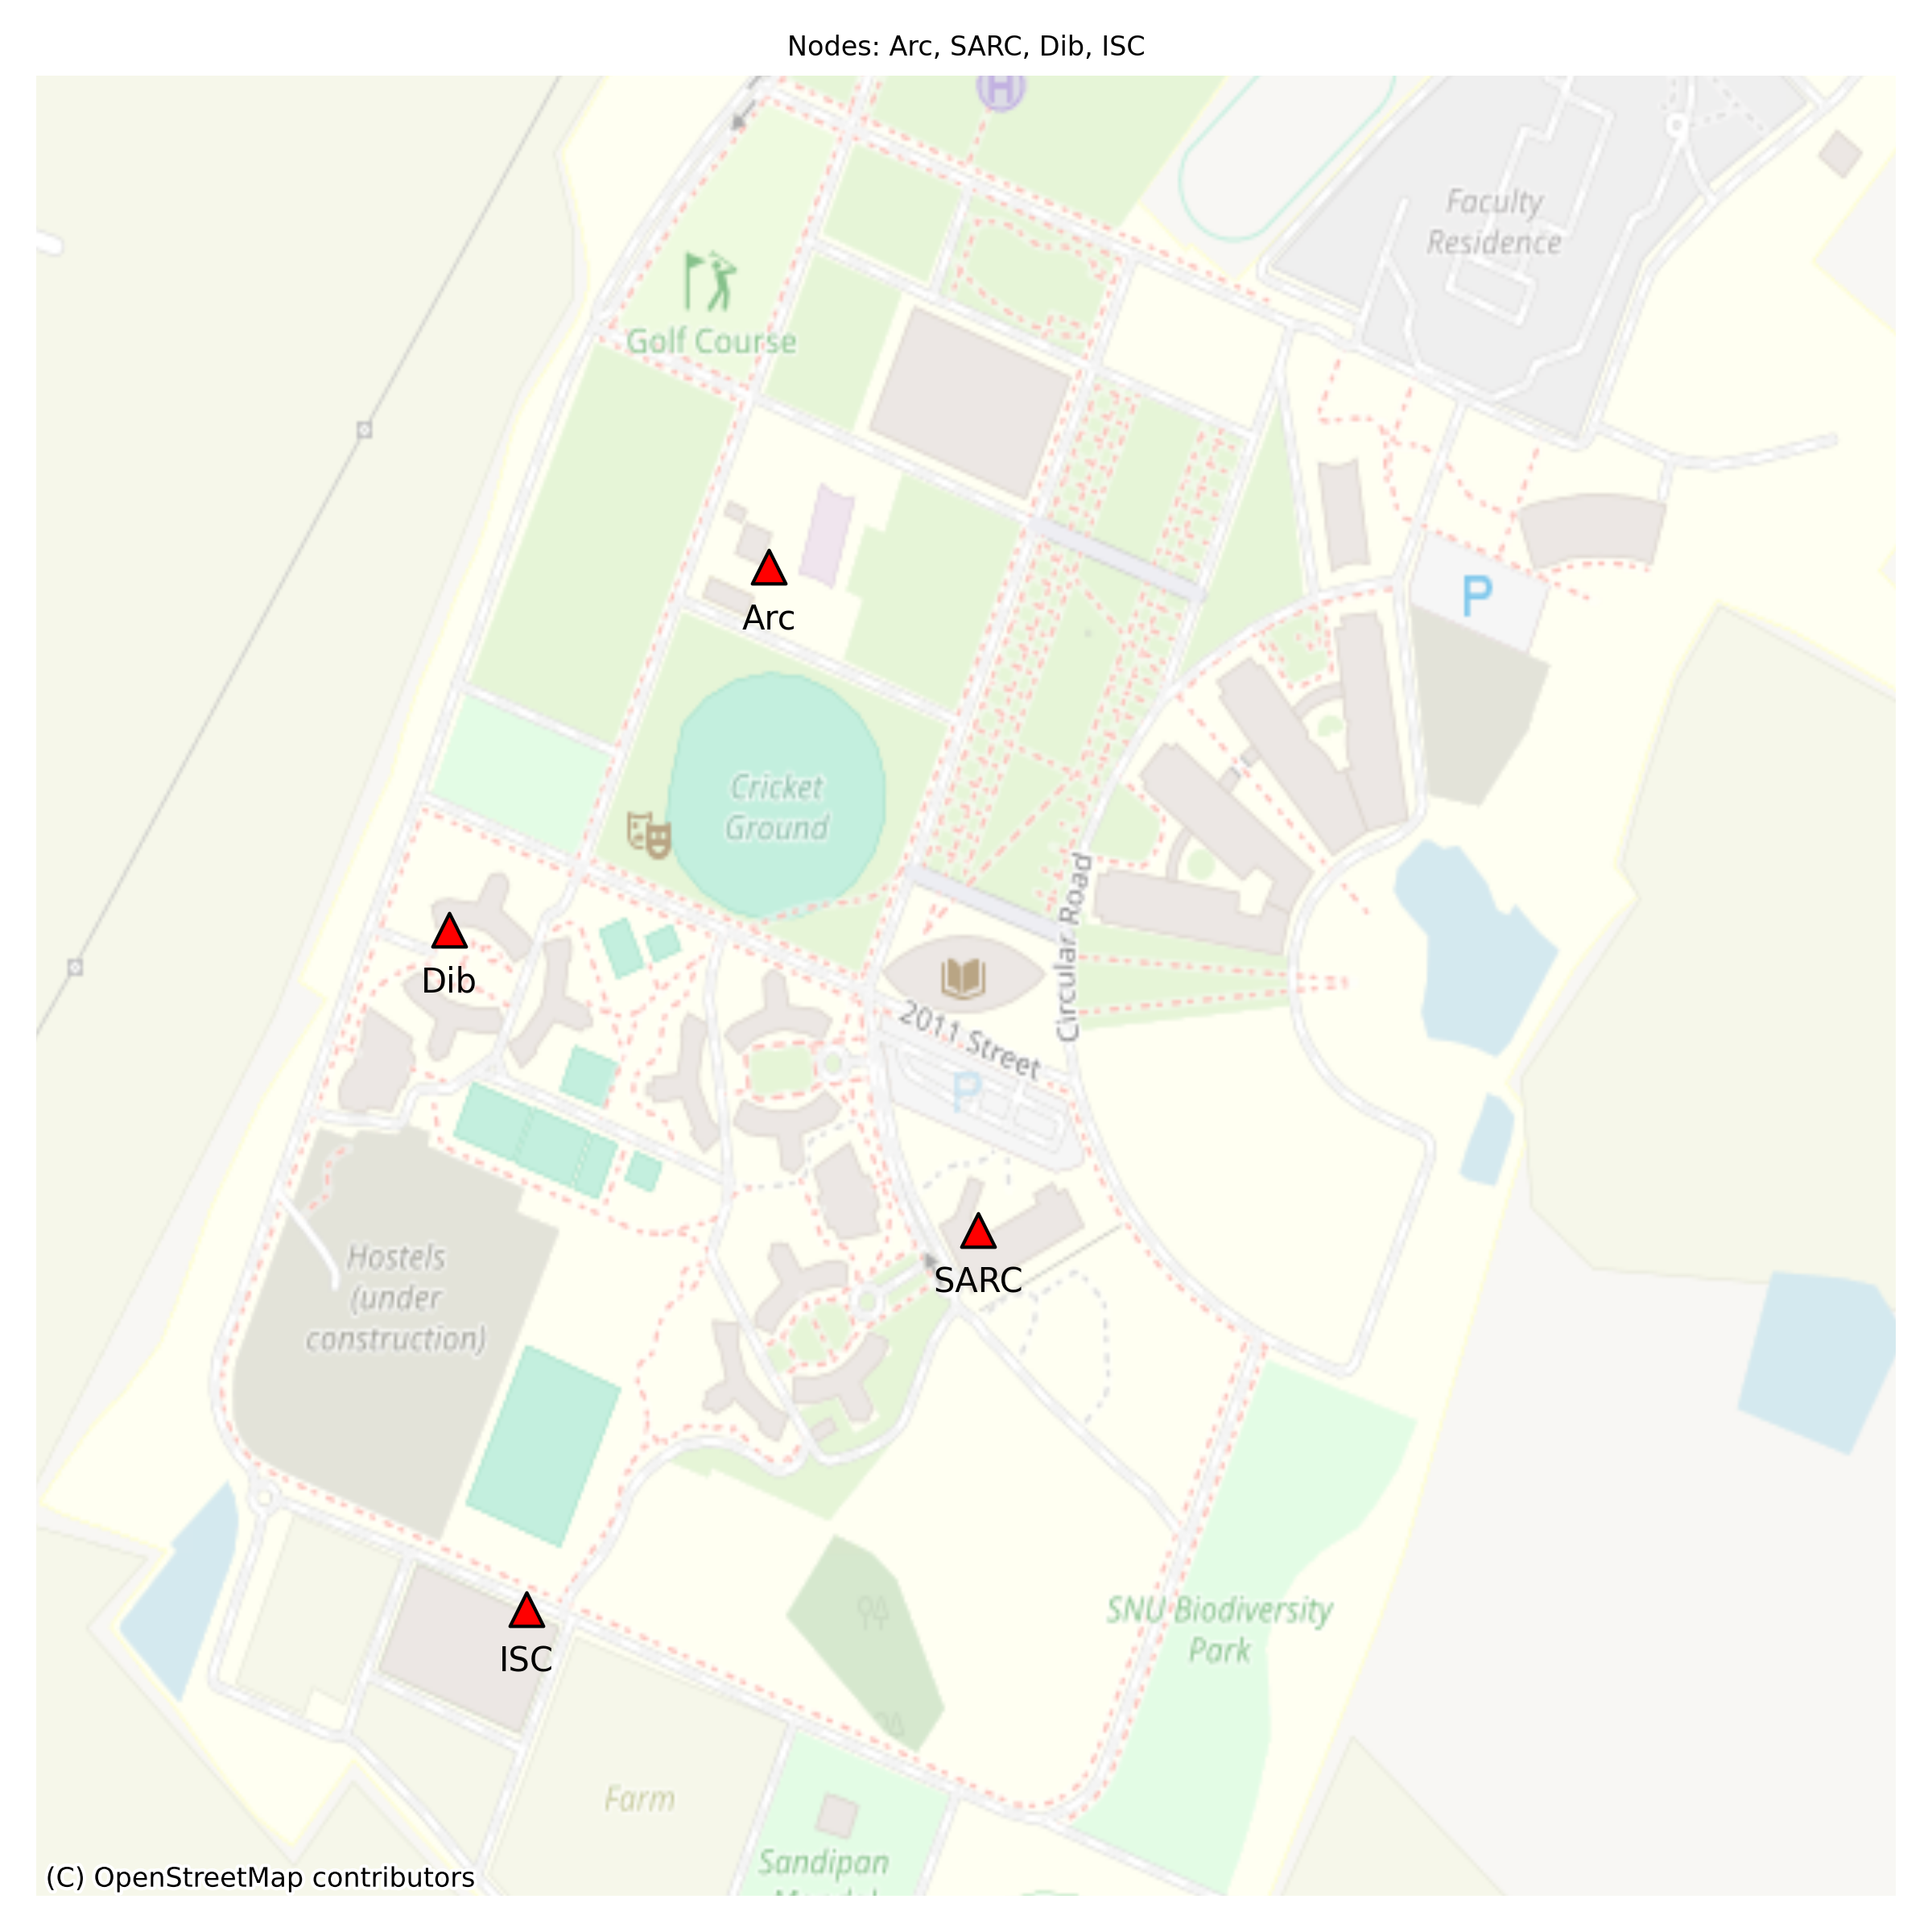 Nodes: Arc, SARC, Dib, ISC
H
Faculty
Residence
Golf Course
Arc
P
Cricket
Ground
Circular Road
Dib
2011 Street
P
SARC
Hostels
(under
construction)
SNU Biodiversity
Park
ISC
Farm
Sandipan
(C) OpenStreetMap contributors